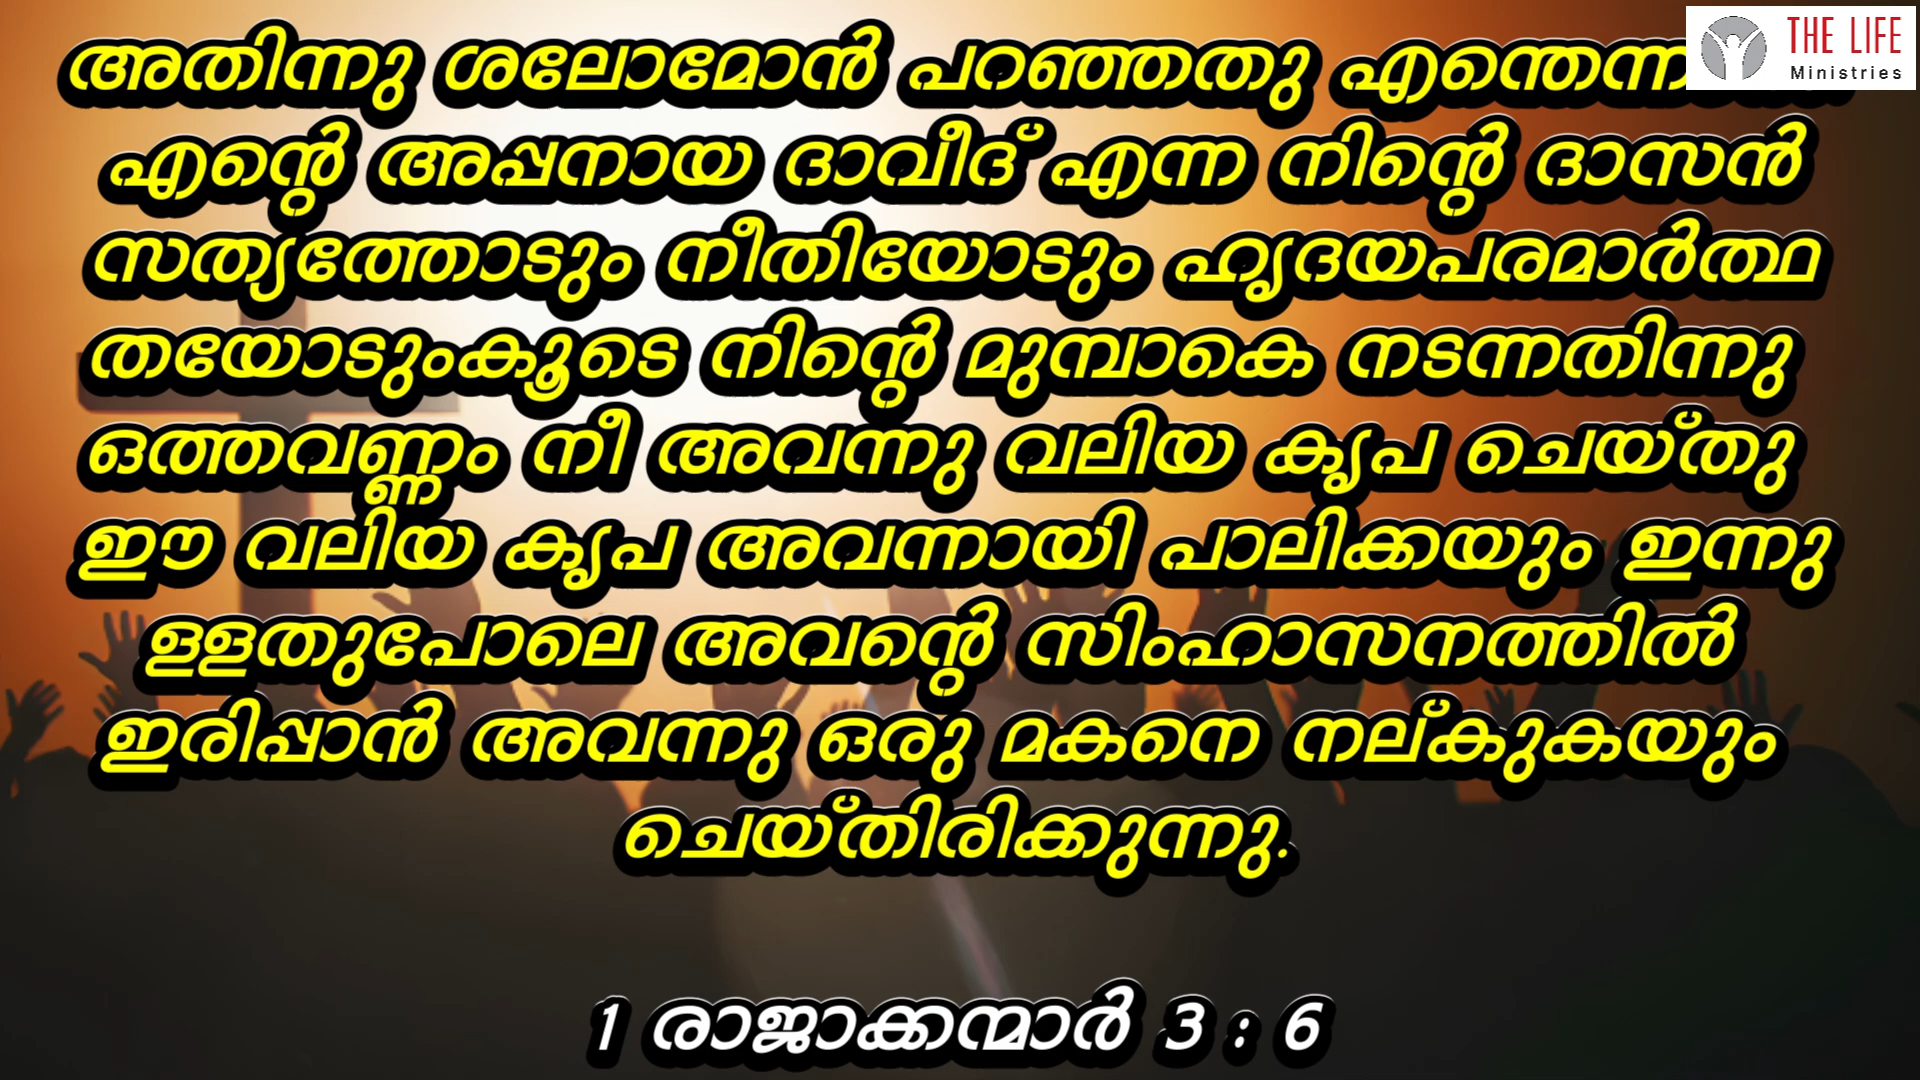 അതിന്നു ശലോമോൻ പറഞ്ഞതു
THE LIFE
Ministries
എന്റെ അപ്പനായ ദാവീദ് എന്ന നിന്റെ ദാസൻ
സത്യത്തോടും നീതിയോടും ഹൃദയപരമാർത്ഥ
തയോടുംകൂടെ നിന്റെ മുമ്പാകെ നടന്നതിന്നു
ഒത്തവണ്ണം നീ അവന്നു വലിയ കൃപ ചെയ്തു
ഈ വലിയ കൃപ അവന്നായി പാലിക്കയും ഇന്നു
ള്ളതുപോലെ അവന്റെ സിംഹാസനത്തിൽ
ഇരിപ്പാൻ അവന്നു ഒരു മകനെ നല്കുകയും
ചെയ്തിരിക്കുന്നു.
1 രാജാക്കന്മാർ 3 : 6